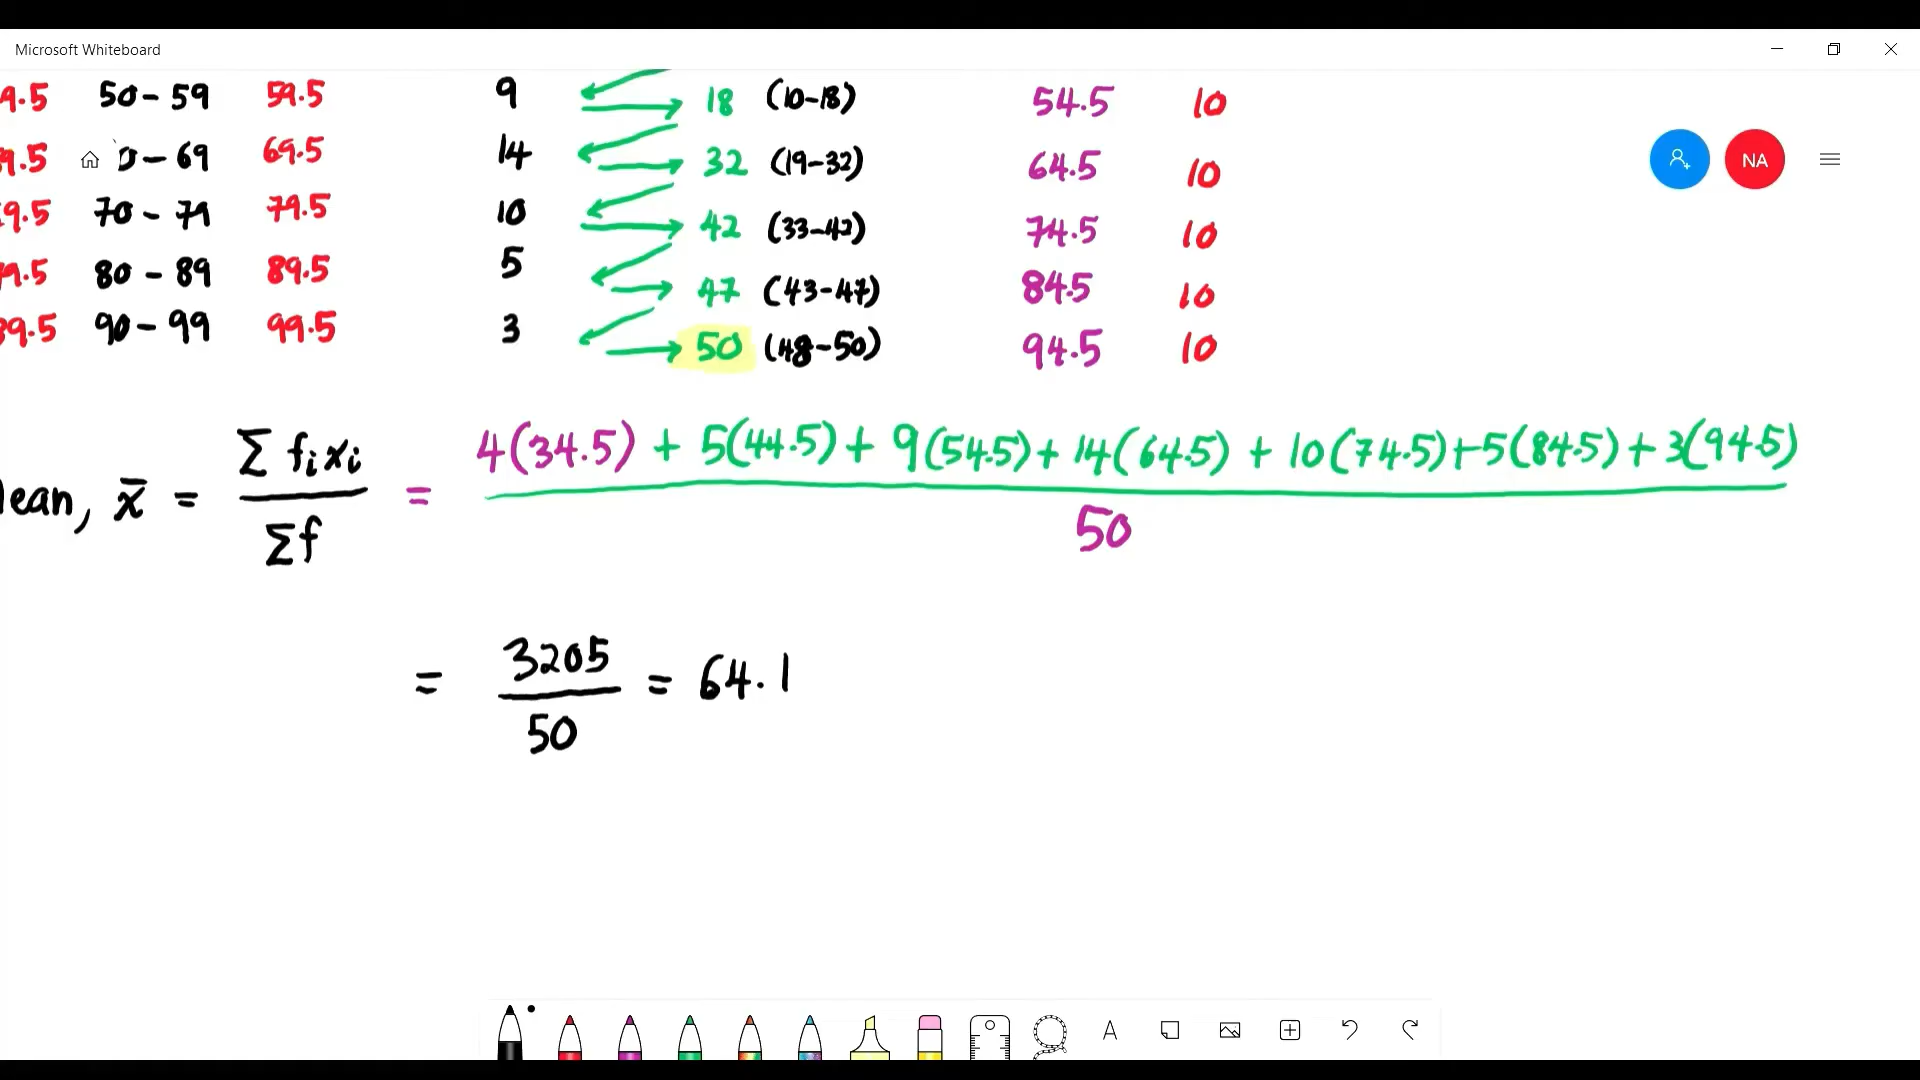 Microsoft Whiteboard
9.5 50 – 59 59.5 9 18 (10–18) 54.5 10
9.5 – 69 69.5 14 32 (19–32) 64.5 10
9.5 70 – 79 79.5 10 42 (33–42) 74.5 10
NA
9.5 80 – 89 89.5 5 47 (43–47) 84.5 10
89.5 90 – 99 99.5 3 50 (48–50) 94.5 10
ean, x̄ = Σ fᵢxᵢ / Σf = 4(34.5) + 5(44.5) + 9(54.5) + 14(64.5) + 10(74.5) + 5(84.5) + 3(94.5) / 50
= 3205 / 50 = 64.1